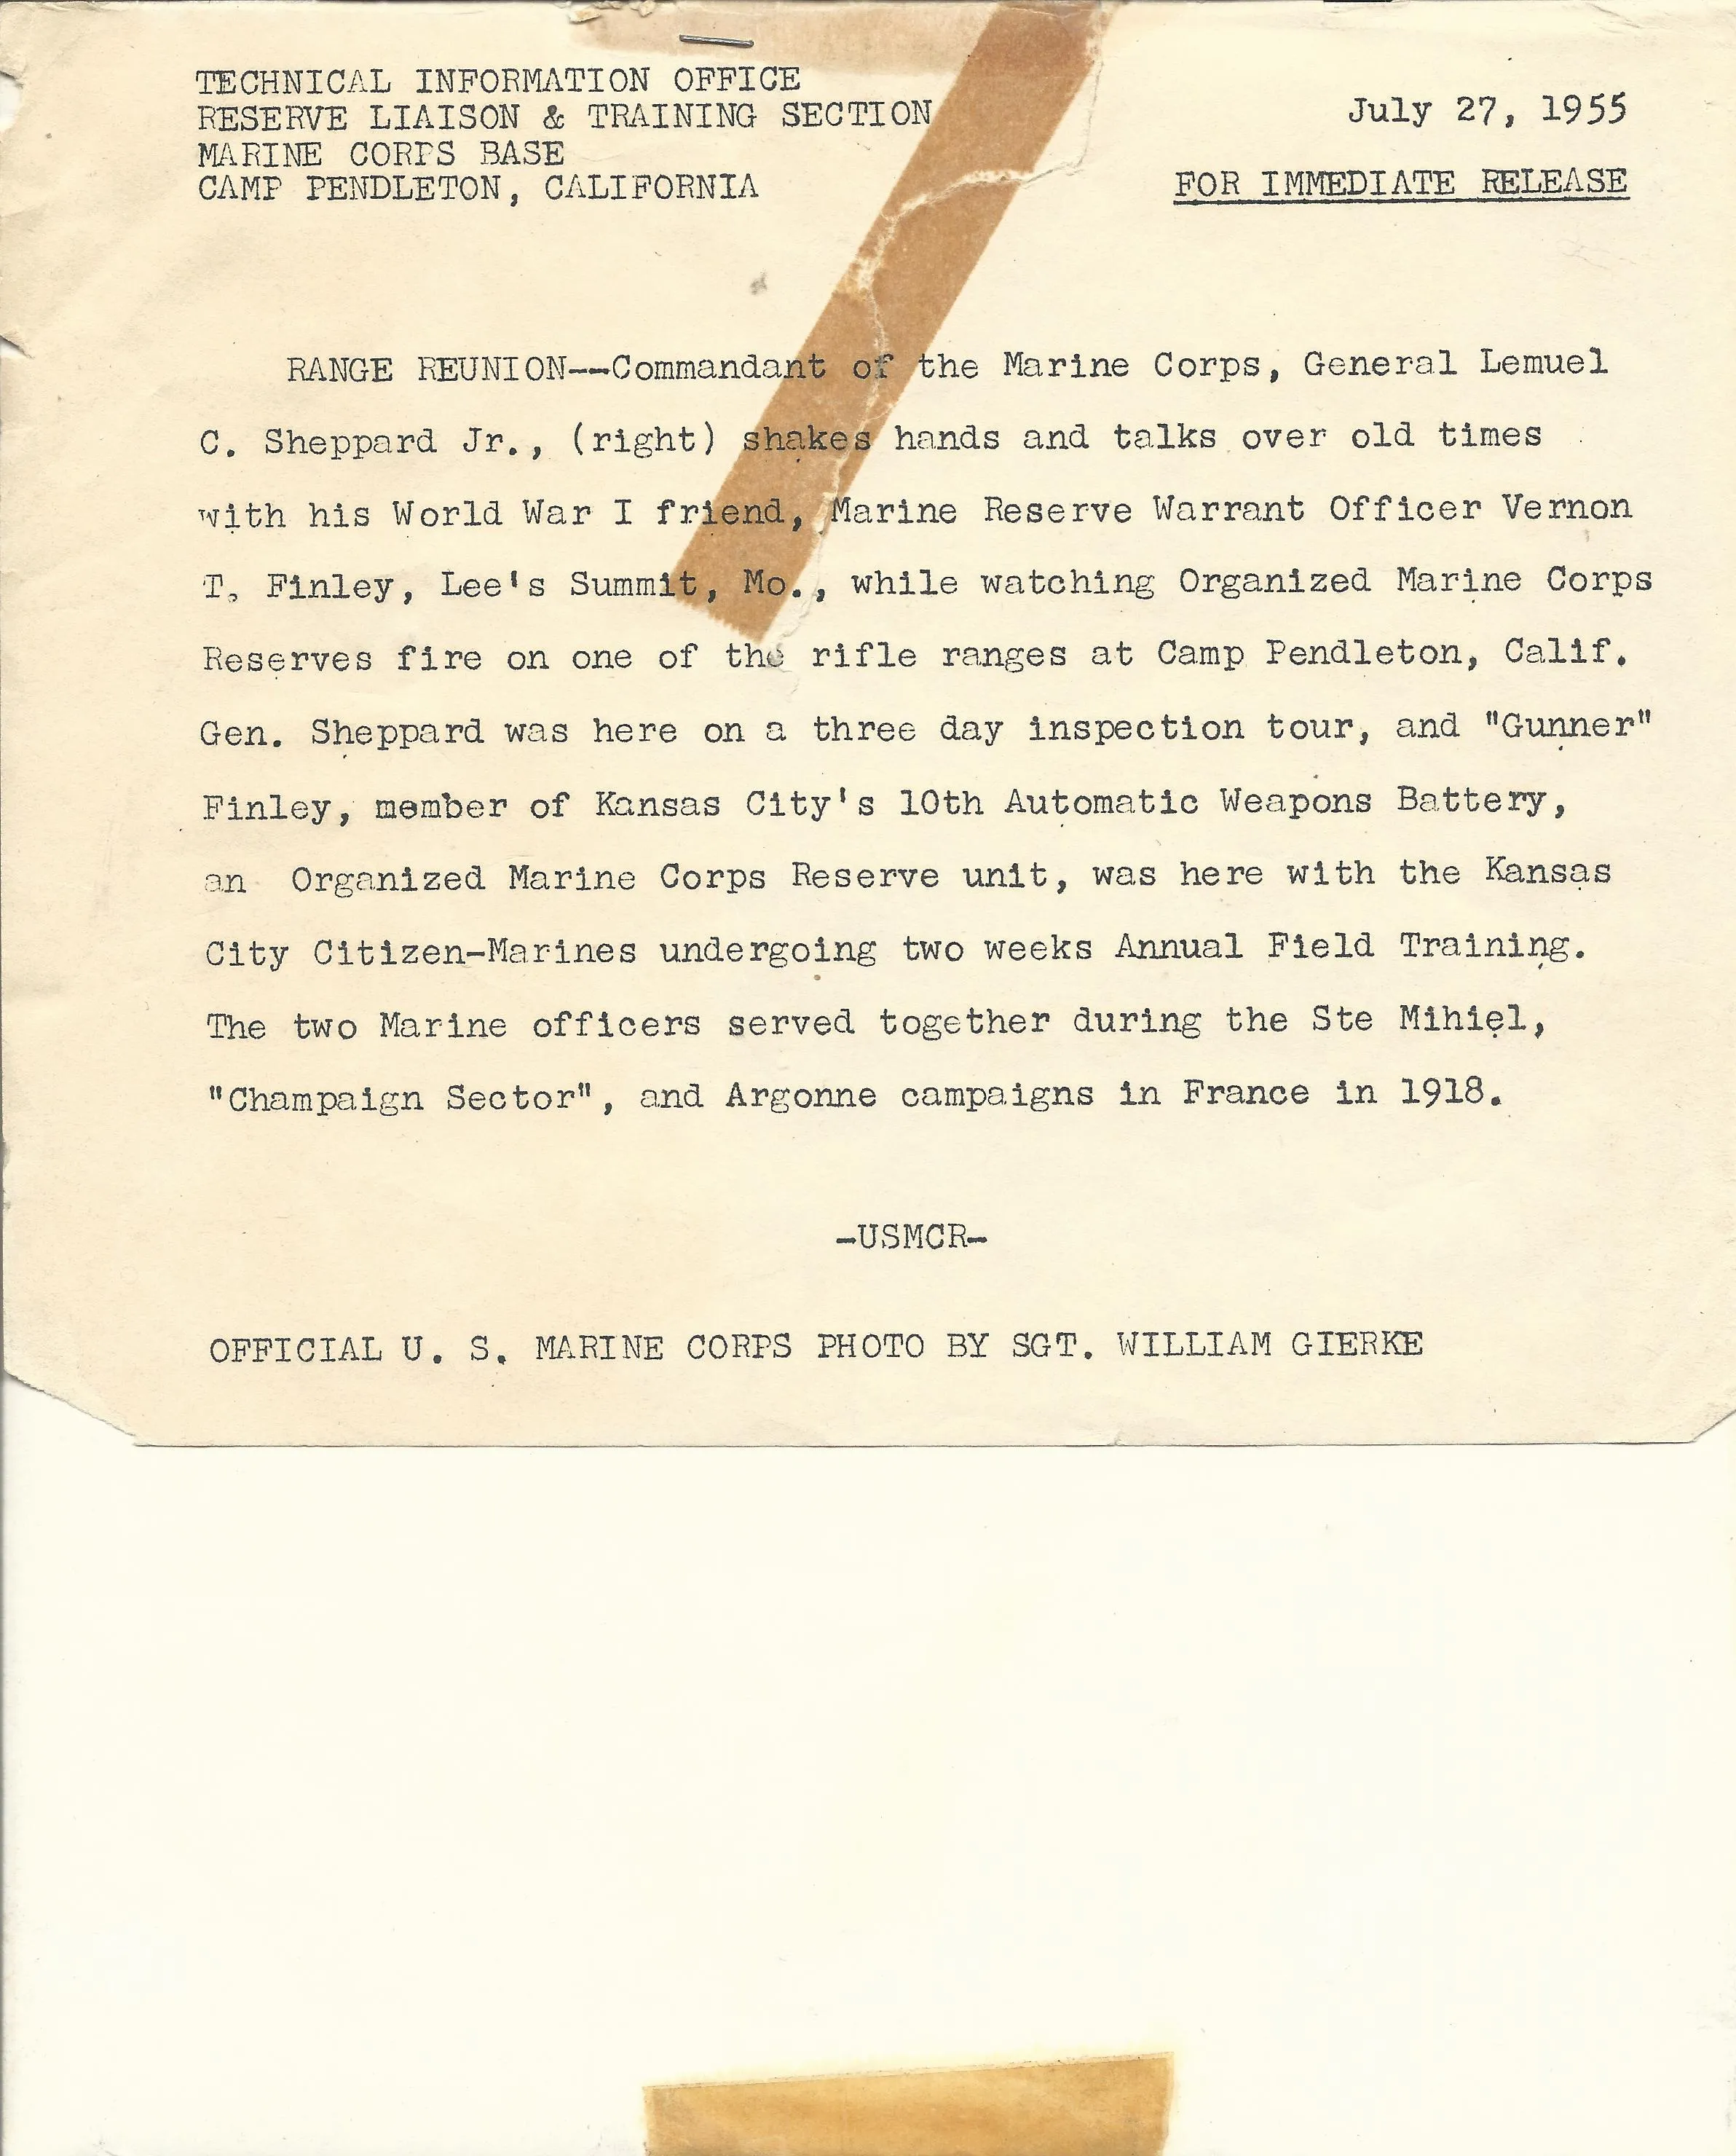 TECHNICAL INFORMATION OFFICE
RESERVE LIAISON & TRAINING SECTION
MARINE CORPS BASE
CAMP PENDLETON, CALIFORNIA
July 27, 1955
FOR IMMEDIATE RELEASE
RANGE REUNION--Commandant of the Marine Corps, General Lemuel
C. Sheppard Jr., (right) shakes hands and talks over old times
with his World War I friend, Marine Reserve Warrant Officer Vernon
T. Finley, Lee's Summit, Mo., while watching Organized Marine Corps
Reserves fire on one of the rifle ranges at Camp Pendleton, Calif.
Gen. Sheppard was here on a three day inspection tour, and "Gunner"
Finley, member of Kansas City's 10th Automatic Weapons Battery,
an Organized Marine Corps Reserve unit, was here with the Kansas
City Citizen-Marines undergoing two weeks Annual Field Training.
The two Marine officers served together during the Ste Mihiel,
"Champaign Sector", and Argonne campaigns in France in 1918.
-USMCR-
OFFICIAL U. S. MARINE CORPS PHOTO BY SGT. WILLIAM GIERKE